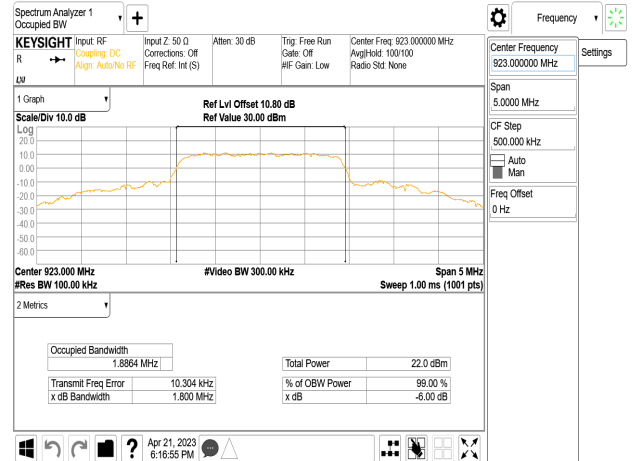 Spectrum Analyzer 1
Occupied BW
Frequency
KEYSIGHT
R
Input: RF
Coupling: DC
Align: Auto/No RF
Input Z: 50 Ω
Corrections: Off
Freq Ref: Int (S)
Atten: 30 dB
Trig: Free Run
Gate: Off
#IF Gain: Low
Center Freq: 923.000000 MHz
Avg|Hold: 100/100
Radio Std: None
1 Graph
Scale/Div 10.0 dB
Ref Lvl Offset 10.80 dB
Ref Value 30.00 dBm
Log
20.0
10.0
0.00
-10.0
-20.0
-30.0
-40.0
-50.0
-60.0
Center 923.000 MHz
#Res BW 100.00 kHz
#Video BW 300.00 kHz
Span 5 MHz
Sweep 1.00 ms (1001 pts)
2 Metrics
Occupied Bandwidth
1.8864 MHz
Total Power 22.0 dBm
Transmit Freq Error 10.304 kHz
% of OBW Power 99.00 %
x dB Bandwidth 1.800 MHz
x dB -6.00 dB
Apr 21, 2023
6:16:55 PM
Center Frequency
923.000000 MHz
Settings
Span
5.0000 MHz
CF Step
500.000 kHz
Auto
Man
Freq Offset
0 Hz